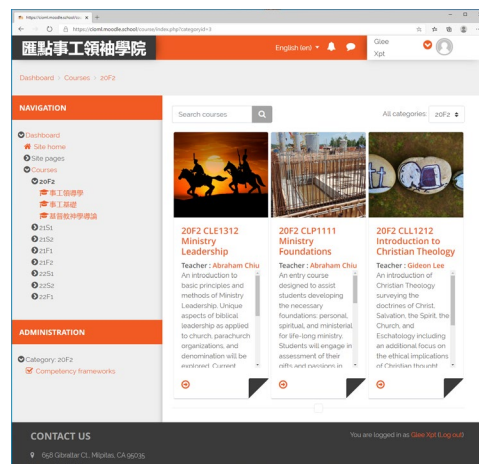 https://cloml.moodle.school/course/index.php?categoryid=3
匯點事工領袖學院
English (en)
Glee
Xpt
Dashboard > Courses > 20F2
NAVIGATION
Dashboard
Site home
Site pages
Courses
20F2
事工領導學
事工基礎
基督教神學導論
21S1
21S2
21F1
21F2
22S1
22S2
22F1
ADMINISTRATION
Category: 20F2
Competency frameworks
Search courses
All categories: 20F2
20F2 CLE1312
Ministry
Leadership
Teacher : Abraham Chiu
An introduction to
basic principles and
methods of Ministry
Leadership. Unique
aspects of biblical
leadership as applied
to church, parachurch
organizations, and
denomination will be
explored. Current
20F2 CLP1111
Ministry
Foundations
Teacher : Abraham Chiu
An entry course
designed to assist
students developing
the necessary
foundations, personal,
spiritual, and ministerial
for life-long ministry.
Students will engage in
assessment of their
gifts and passions in
20F2 CLL1212
Introduction to
Christian Theology
Teacher : Gideon Lee
An introduction of
Christian Theology
surveying the
doctrines of Christ,
Salvation, the Spirit, the
Church, and
Eschatology including
an additional focus on
the ethical implications
of Christian thought
CONTACT US
658 Gibraltar Ct, Milpitas, CA 95035
You are logged in as Glee Xpt (Log out)